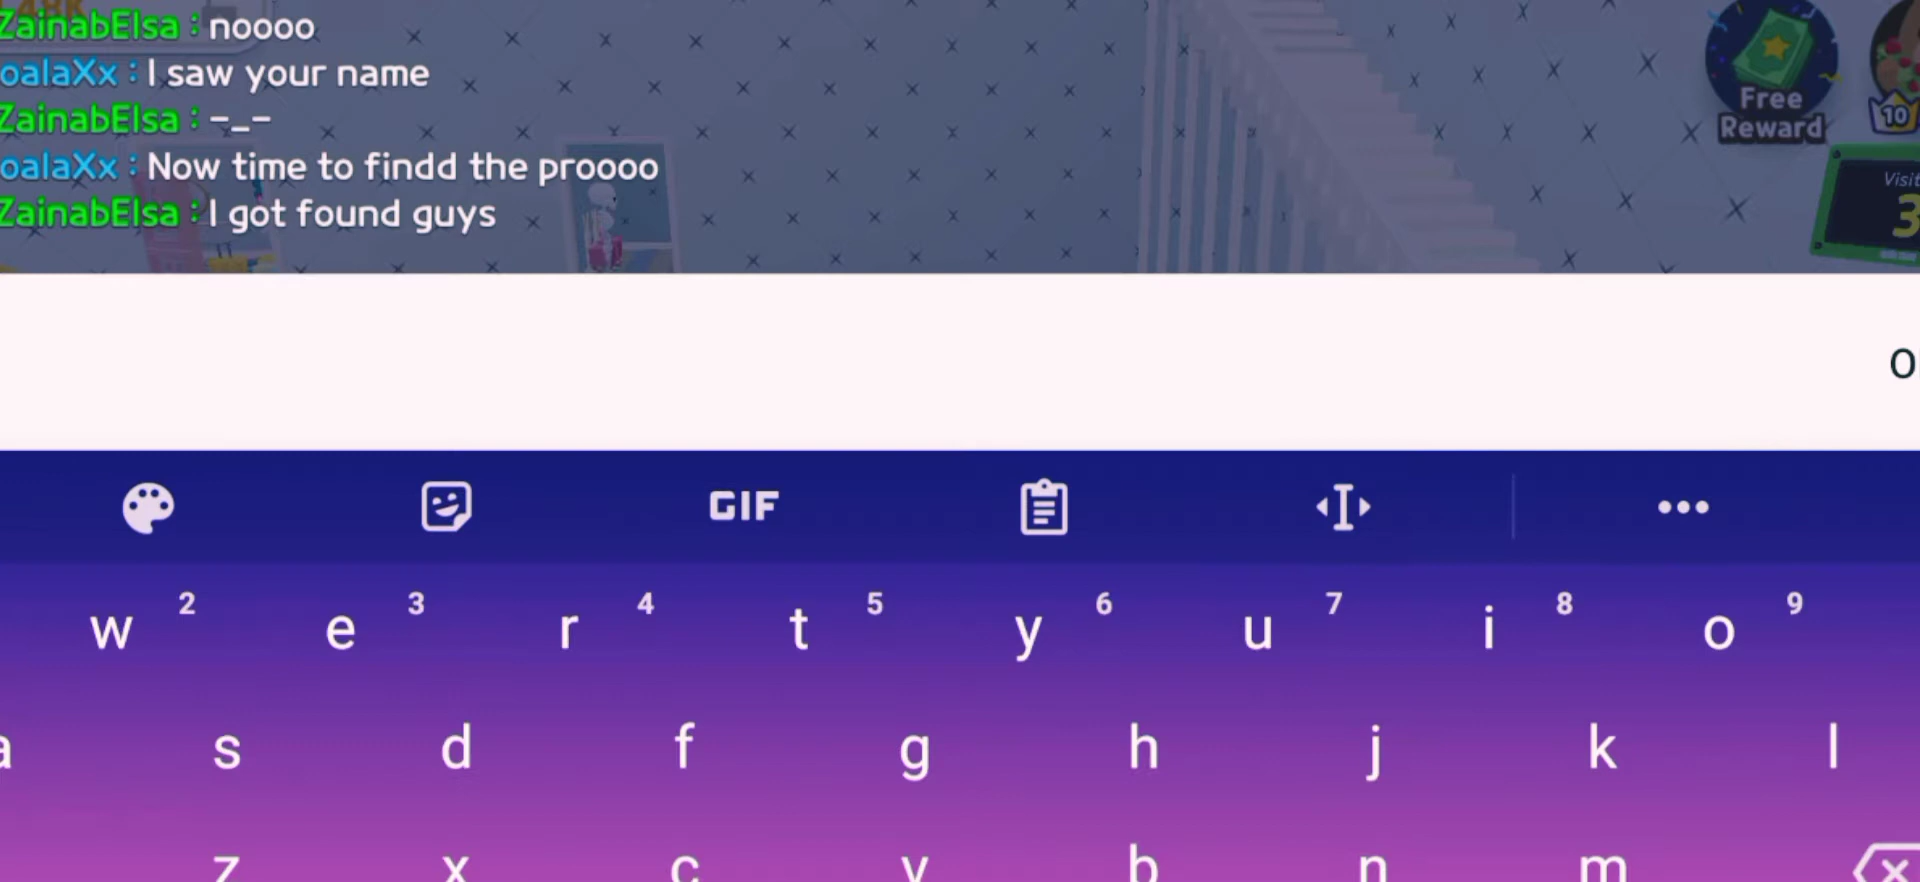 ZainabElsa : noooo
oalaXx : I saw your name
ZainabElsa : -_-
oalaXx : Now time to findd the proooo
ZainabElsa : I got found guys
Free
Reward
10
Visit
3
GIF
w 2 e 3 r 4 t 5 y 6 u 7 i 8 o 9
a s d f g h j k l
z x c v b n m